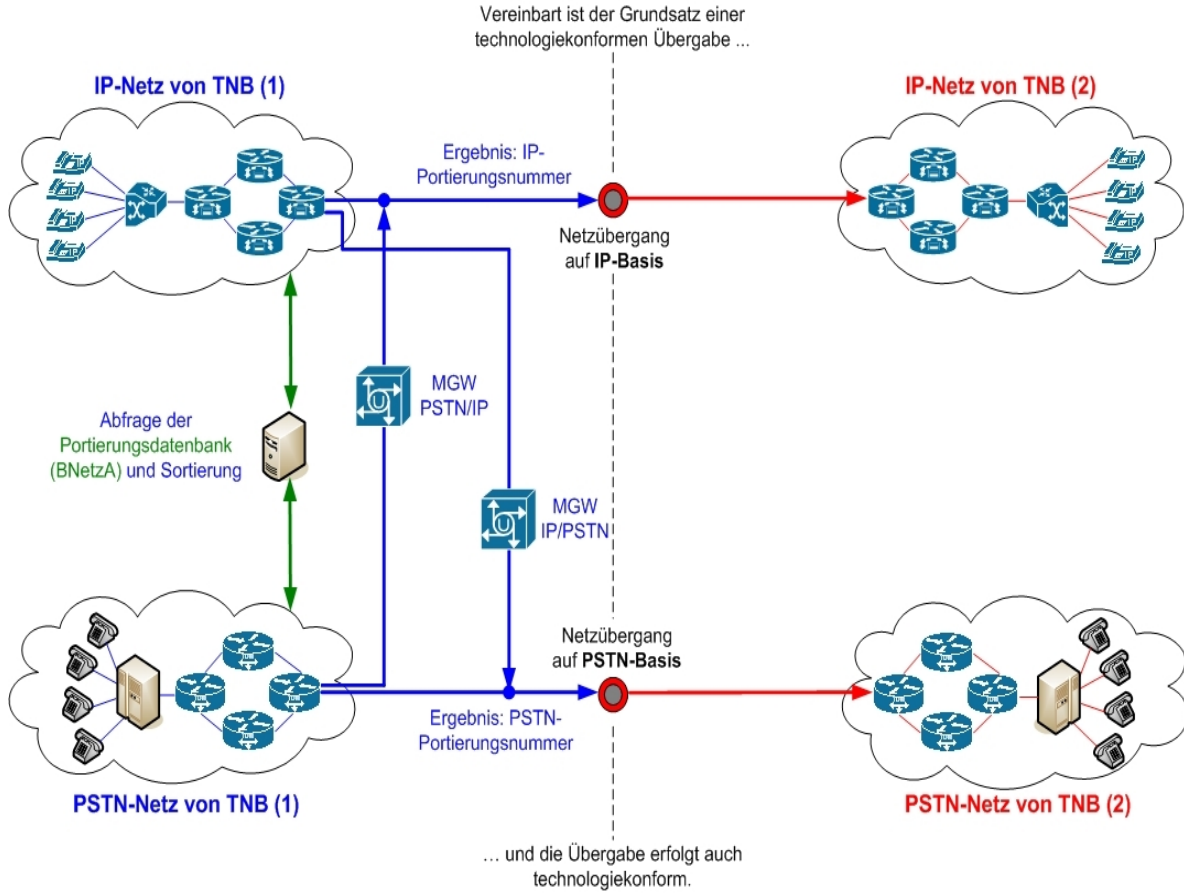 Vereinbart ist der Grundsatz einer
technologiekonformen Übergabe ...
IP-Netz von TNB (1)
IP-Netz von TNB (2)
Ergebnis: IP-
Portierungsnummer
Netzübergang
auf IP-Basis
MGW
PSTN/IP
Abfrage der
Portierungsdatenbank
(BNetzA) und Sortierung
MGW
IP/PSTN
Netzübergang
auf PSTN-Basis
Ergebnis: PSTN-
Portierungsnummer
PSTN-Netz von TNB (1)
PSTN-Netz von TNB (2)
… und die Übergabe erfolgt auch
technologiekonform.